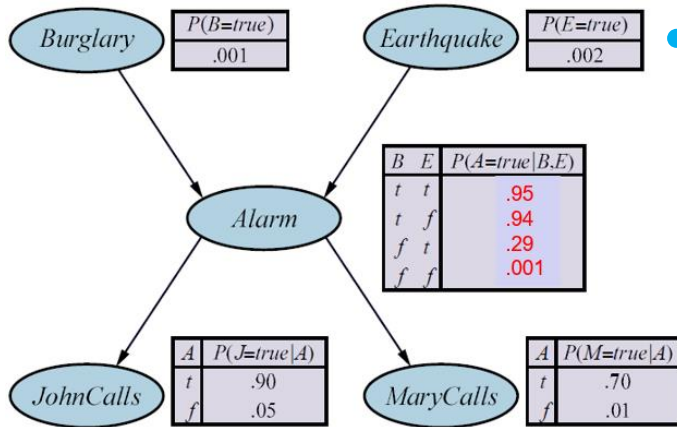 Burglary
P(B=true)
.001
Earthquake
P(E=true)
.002
B E P(A=true|B,E)
t t .95
t f .94
f t .29
f f .001
Alarm
A P(J=true|A)
t .90
f .05
JohnCalls
A P(M=true|A)
t .70
f .01
MaryCalls